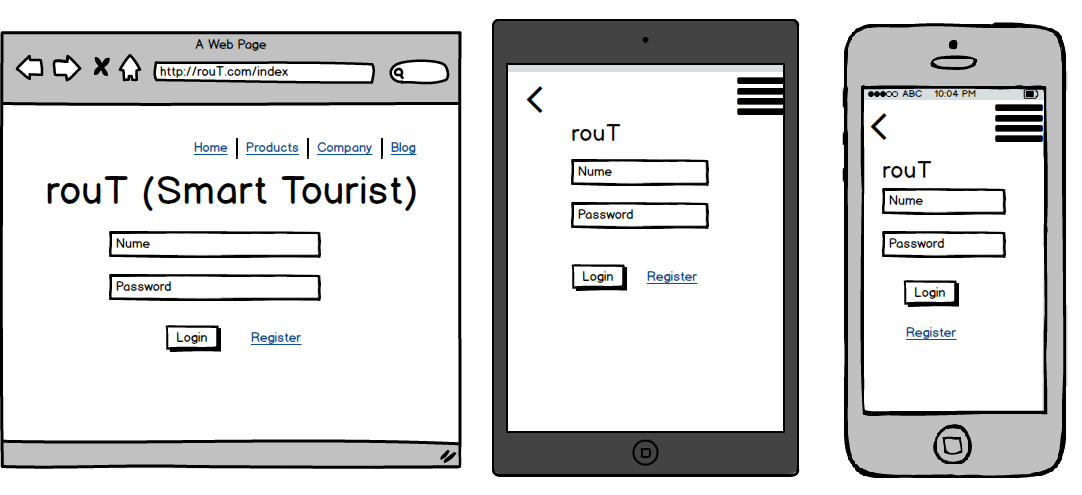 A Web Page
http://rouT.com/index
Home Products Company Blog
rouT (Smart Tourist)
Nume
Password
Login Register
rouT
Nume
Password
Login Register
ABC 10:04 PM
rouT
Nume
Password
Login
Register